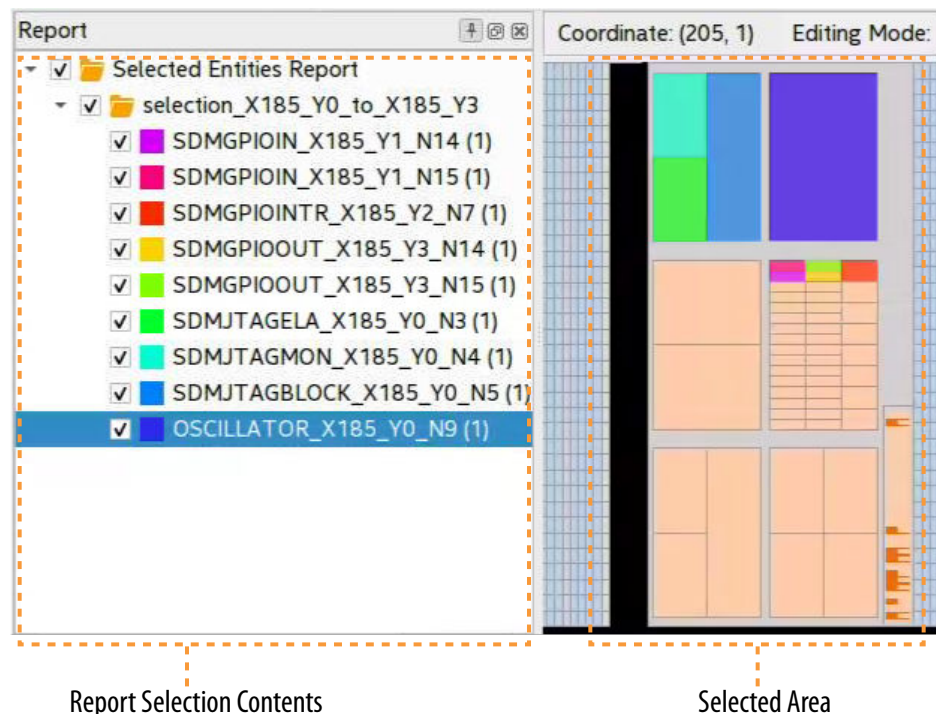 Report
Coordinate: (205, 1) Editing Mode:
Selected Entities Report
selection_X185_Y0_to_X185_Y3
SDMGPIOIN_X185_Y1_N14 (1)
SDMGPIOIN_X185_Y1_N15 (1)
SDMGPIOINTR_X185_Y2_N7 (1)
SDMGPIOOUT_X185_Y3_N14 (1)
SDMGPIOOUT_X185_Y3_N15 (1)
SDMJTAGELA_X185_Y0_N3 (1)
SDMJTAGMON_X185_Y0_N4 (1)
SDMJTAGBLOCK_X185_Y0_N5 (1)
OSCILLATOR_X185_Y0_N9 (1)
Report Selection Contents
Selected Area